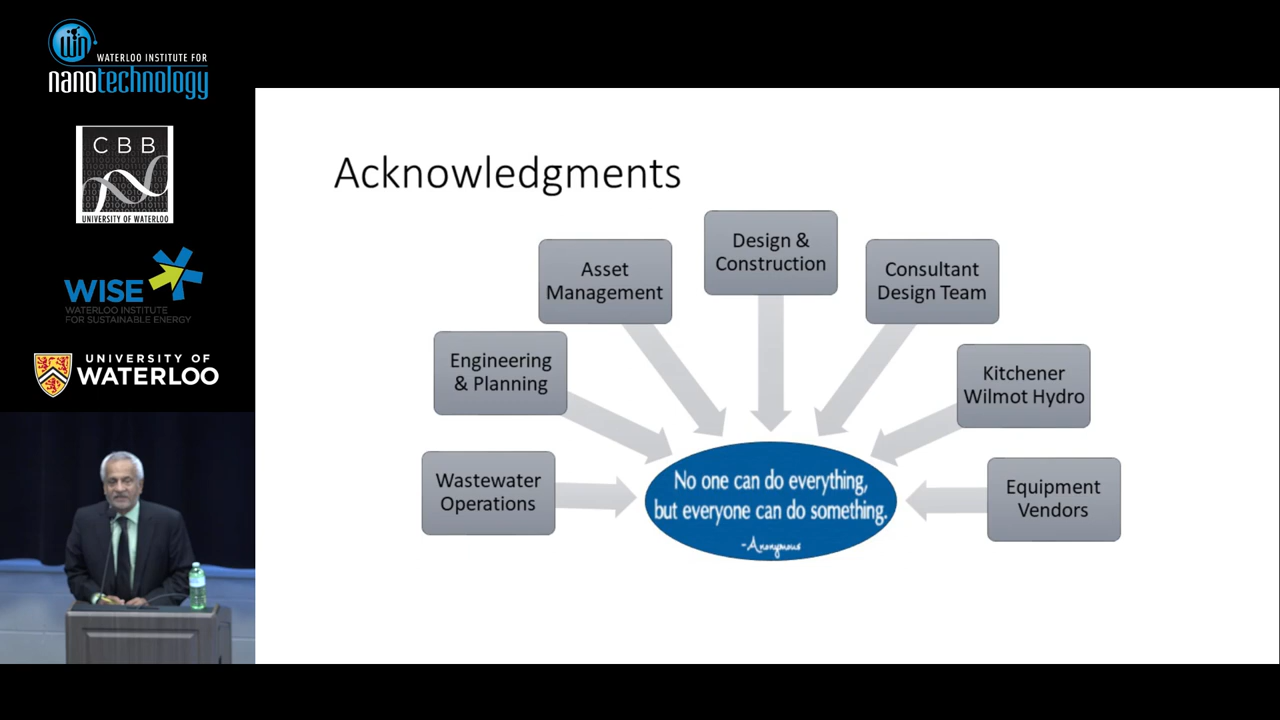 WATERLOO INSTITUTE FOR
nanotechnology
CBB
UNIVERSITY OF WATERLOO
WISE
WATERLOO INSTITUTE
FOR SUSTAINABLE ENERGY
UNIVERSITY OF
WATERLOO
Acknowledgments
Design &
Construction
Asset
Management
Consultant
Design Team
Engineering
& Planning
Kitchener
Wilmot Hydro
Wastewater
Operations
Equipment
Vendors
No one can do everything,
but everyone can do something.
-Anonymous